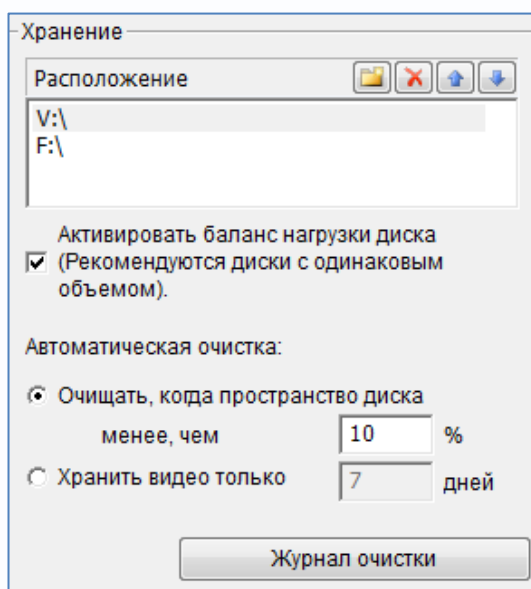 Хранение
Расположение
V:\
F:\
Активировать баланс нагрузки диска
(Рекомендуются диски с одинаковым
объемом).
Автоматическая очистка:
Очищать, когда пространство диска
менее, чем 10 %
Хранить видео только 7 дней
Журнал очистки